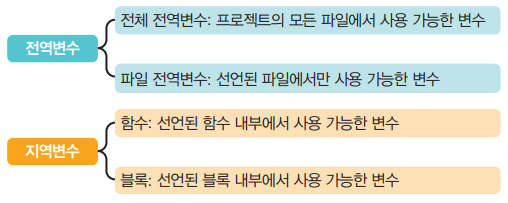 전역변수
전체 전역변수: 프로젝트의 모든 파일에서 사용 가능한 변수
파일 전역변수: 선언된 파일에서만 사용 가능한 변수
지역변수
함수: 선언된 함수 내부에서 사용 가능한 변수
블록: 선언된 블록 내부에서 사용 가능한 변수